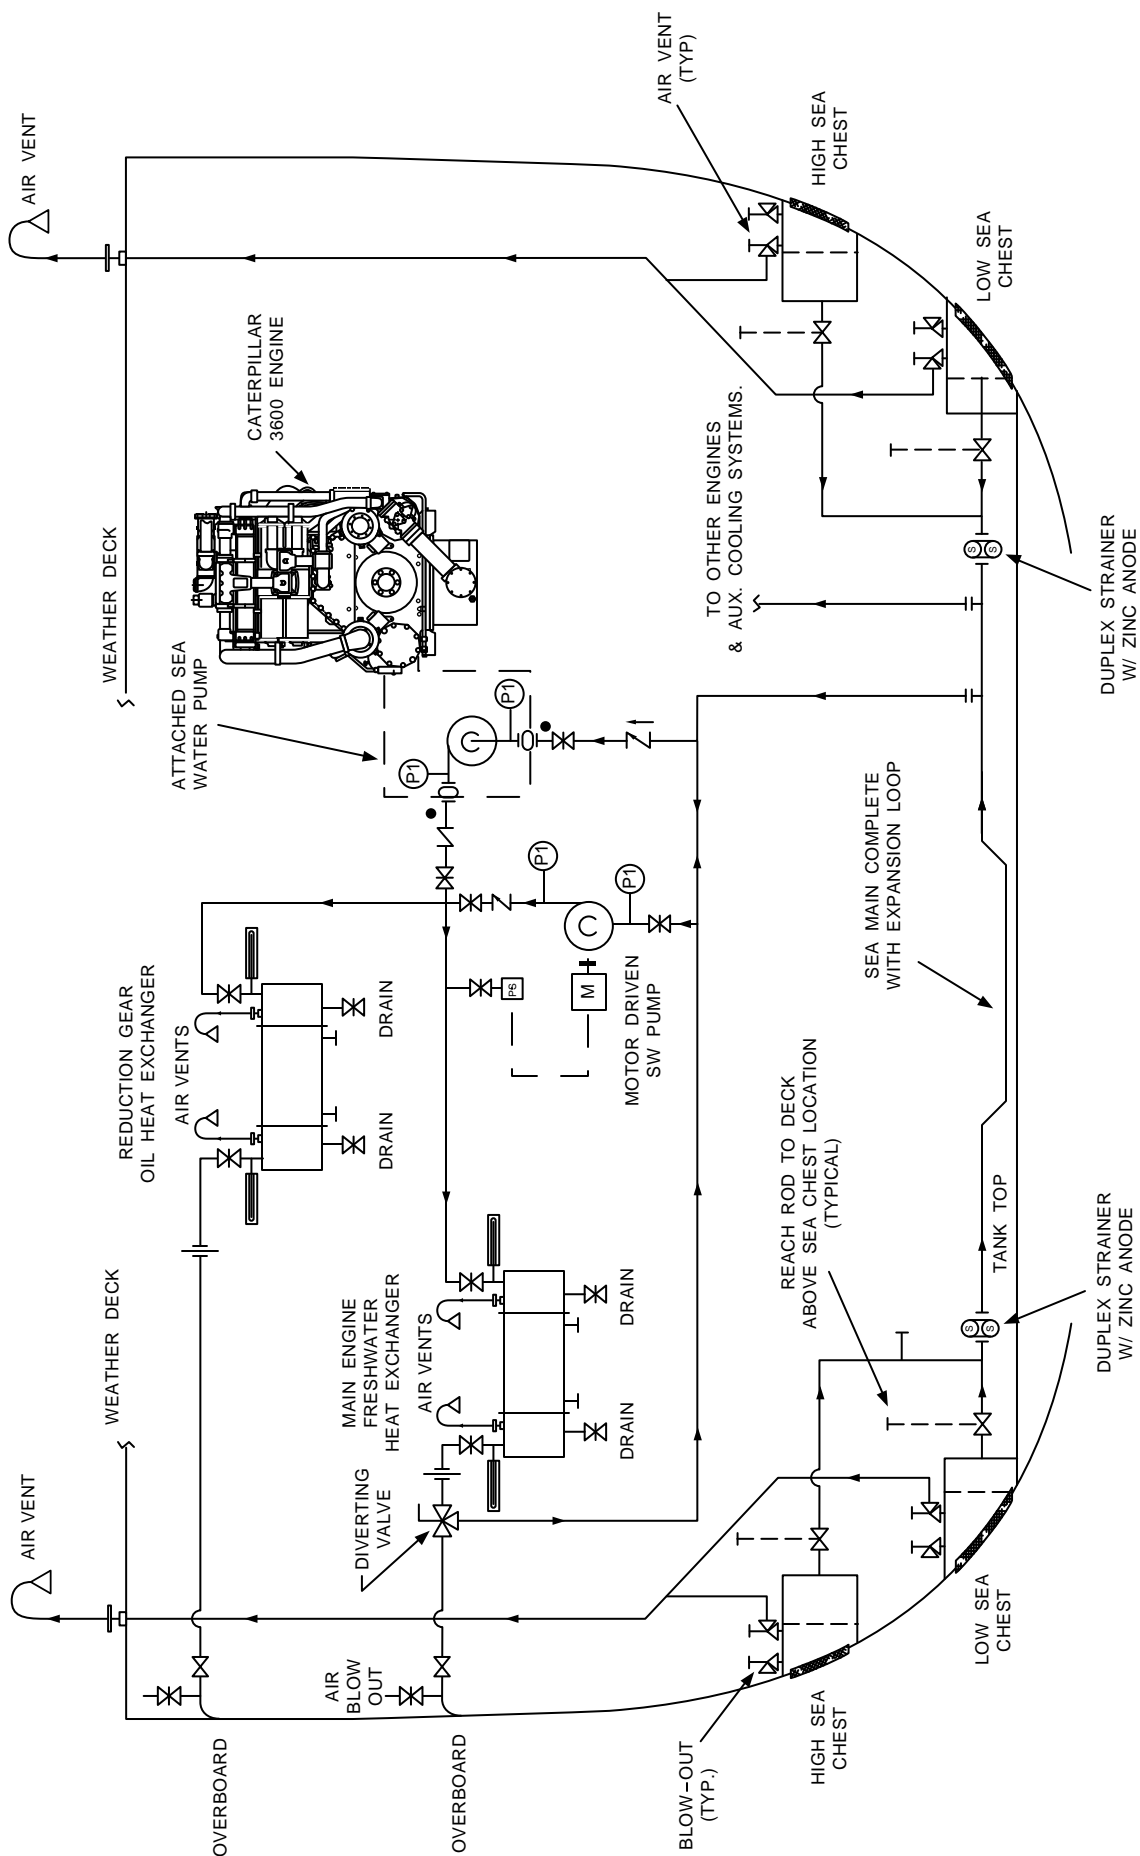 AIR VENT
AIR VENT
WEATHER DECK
WEATHER DECK
OVERBOARD
REDUCTION GEAR
OIL HEAT EXCHANGER
AIR VENTS
DRAIN
DRAIN
ATTACHED SEA
WATER PUMP
CATERPILLAR
3600 ENGINE
AIR
BLOW
OUT
OVERBOARD
DIVERTING
VALVE
MAIN ENGINE
FRESHWATER
HEAT EXCHANGER
AIR VENTS
DRAIN
DRAIN
P1
P1
C
PS
P1
P1
C
M
MOTOR DRIVEN
SW PUMP
TO OTHER ENGINES
& AUX. COOLING SYSTEMS.
AIR VENT
(TYP)
BLOW-OUT
(TYP.)
HIGH SEA
CHEST
REACH ROD TO DECK
ABOVE SEA CHEST LOCATION
(TYPICAL)
SEA MAIN COMPLETE
WITH EXPANSION LOOP
HIGH SEA
CHEST
LOW SEA
CHEST
S
S
TANK TOP
S
S
LOW SEA
CHEST
DUPLEX STRAINER
W/ ZINC ANODE
DUPLEX STRAINER
W/ ZINC ANODE